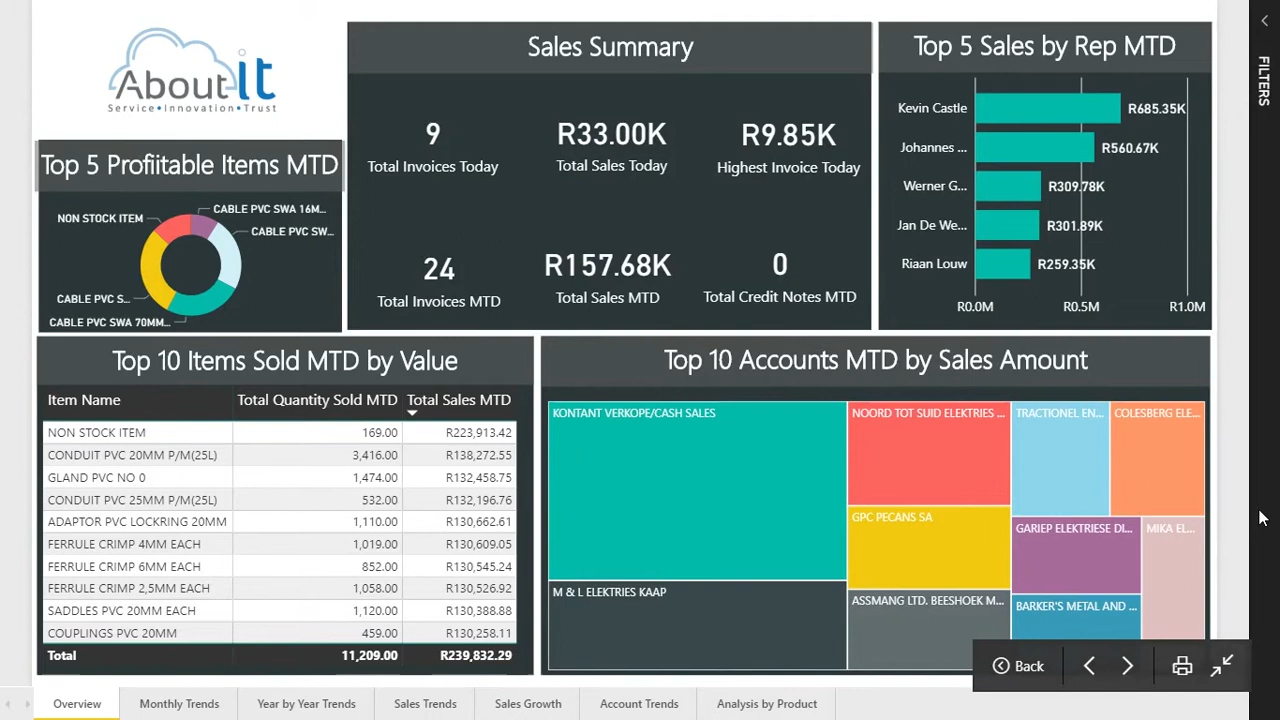 About it
Service•Innovation•Trust
Sales Summary
9
Total Invoices Today
R33.00K
Total Sales Today
R9.85K
Highest Invoice Today
24
Total Invoices MTD
R157.68K
Total Sales MTD
0
Total Credit Notes MTD
Top 5 Sales by Rep MTD
Kevin Castle R685.35K
Johannes ... R560.67K
Werner G... R309.78K
Jan De We... R301.89K
Riaan Louw R259.35K
R0.0M R0.5M R1.0M
FILTERS
Top 5 Profiitable Items MTD
CABLE PVC SWA 16M...
NON STOCK ITEM
CABLE PVC SW...
CABLE PVC S...
CABLE PVC SWA 70MM...
Top 10 Items Sold MTD by Value
Item Name Total Quantity Sold MTD Total Sales MTD
NON STOCK ITEM 169.00 R223,913.42
CONDUIT PVC 20MM P/M(25L) 3,416.00 R138,272.55
GLAND PVC NO 0 1,474.00 R132,458.75
CONDUIT PVC 25MM P/M(25L) 532.00 R132,196.76
ADAPTOR PVC LOCKRING 20MM 1,110.00 R130,662.61
FERRULE CRIMP 4MM EACH 1,019.00 R130,609.05
FERRULE CRIMP 6MM EACH 852.00 R130,545.24
FERRULE CRIMP 2,5MM EACH 1,058.00 R130,526.92
SADDLES PVC 20MM EACH 1,120.00 R130,388.88
COUPLINGS PVC 20MM 459.00 R130,258.11
Total 11,209.00 R239,832.29
Top 10 Accounts MTD by Sales Amount
KONTANT VERKOPE/CASH SALES
M & L ELEKTRIES KAAP
NOORD TOT SUID ELEKTRIES ...
GPC PECANS SA
ASSMANG LTD. BEESHOEK M...
TRACTIONEL EN...
COLESBERG ELE...
GARIEP ELEKTRIESE DI...
MIKA EL...
BARKER'S METAL AND ...
Back
Overview Monthly Trends Year by Year Trends Sales Trends Sales Growth Account Trends Analysis by Product